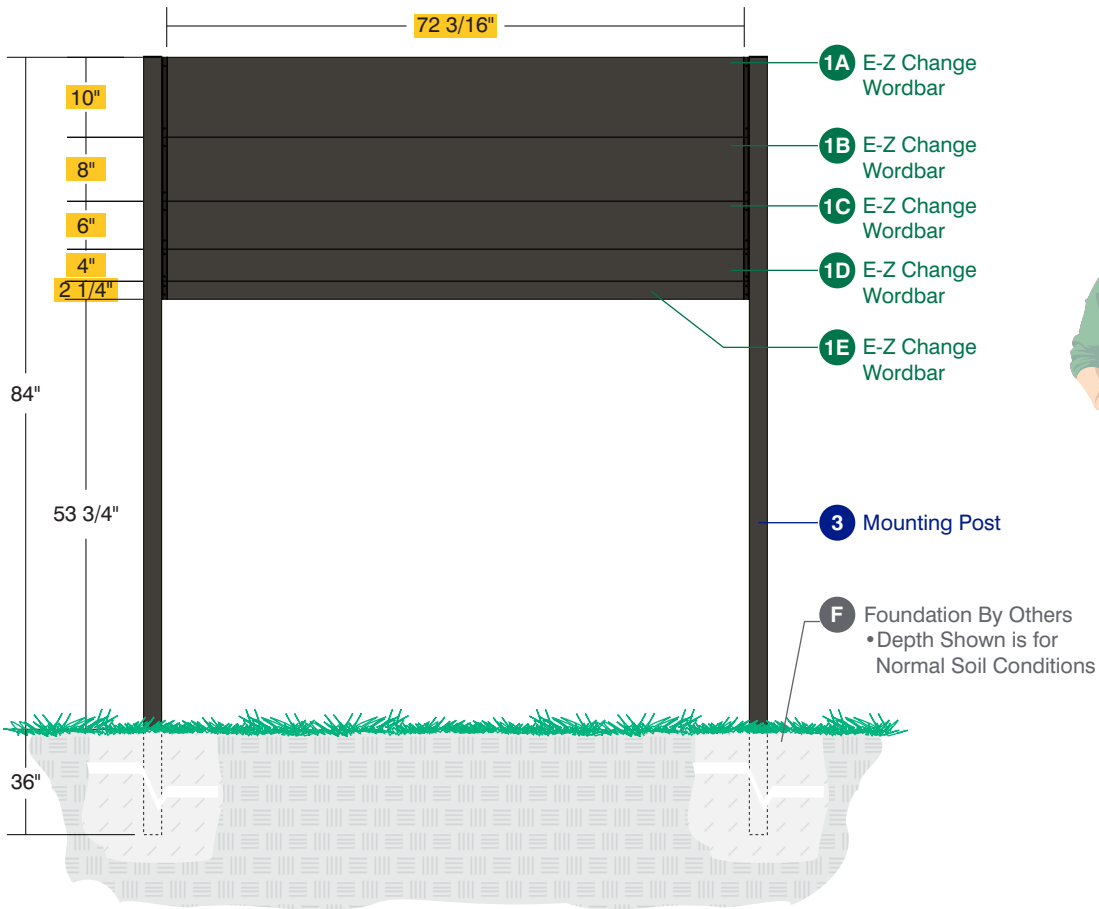 72 3/16"
10"
8"
6"
4"
2 1/4"
84"
53 3/4"
36"
1A E-Z Change
Wordbar
1B E-Z Change
Wordbar
1C E-Z Change
Wordbar
1D E-Z Change
Wordbar
1E E-Z Change
Wordbar
3 Mounting Post
F Foundation By Others
•Depth Shown is for
Normal Soil Conditions